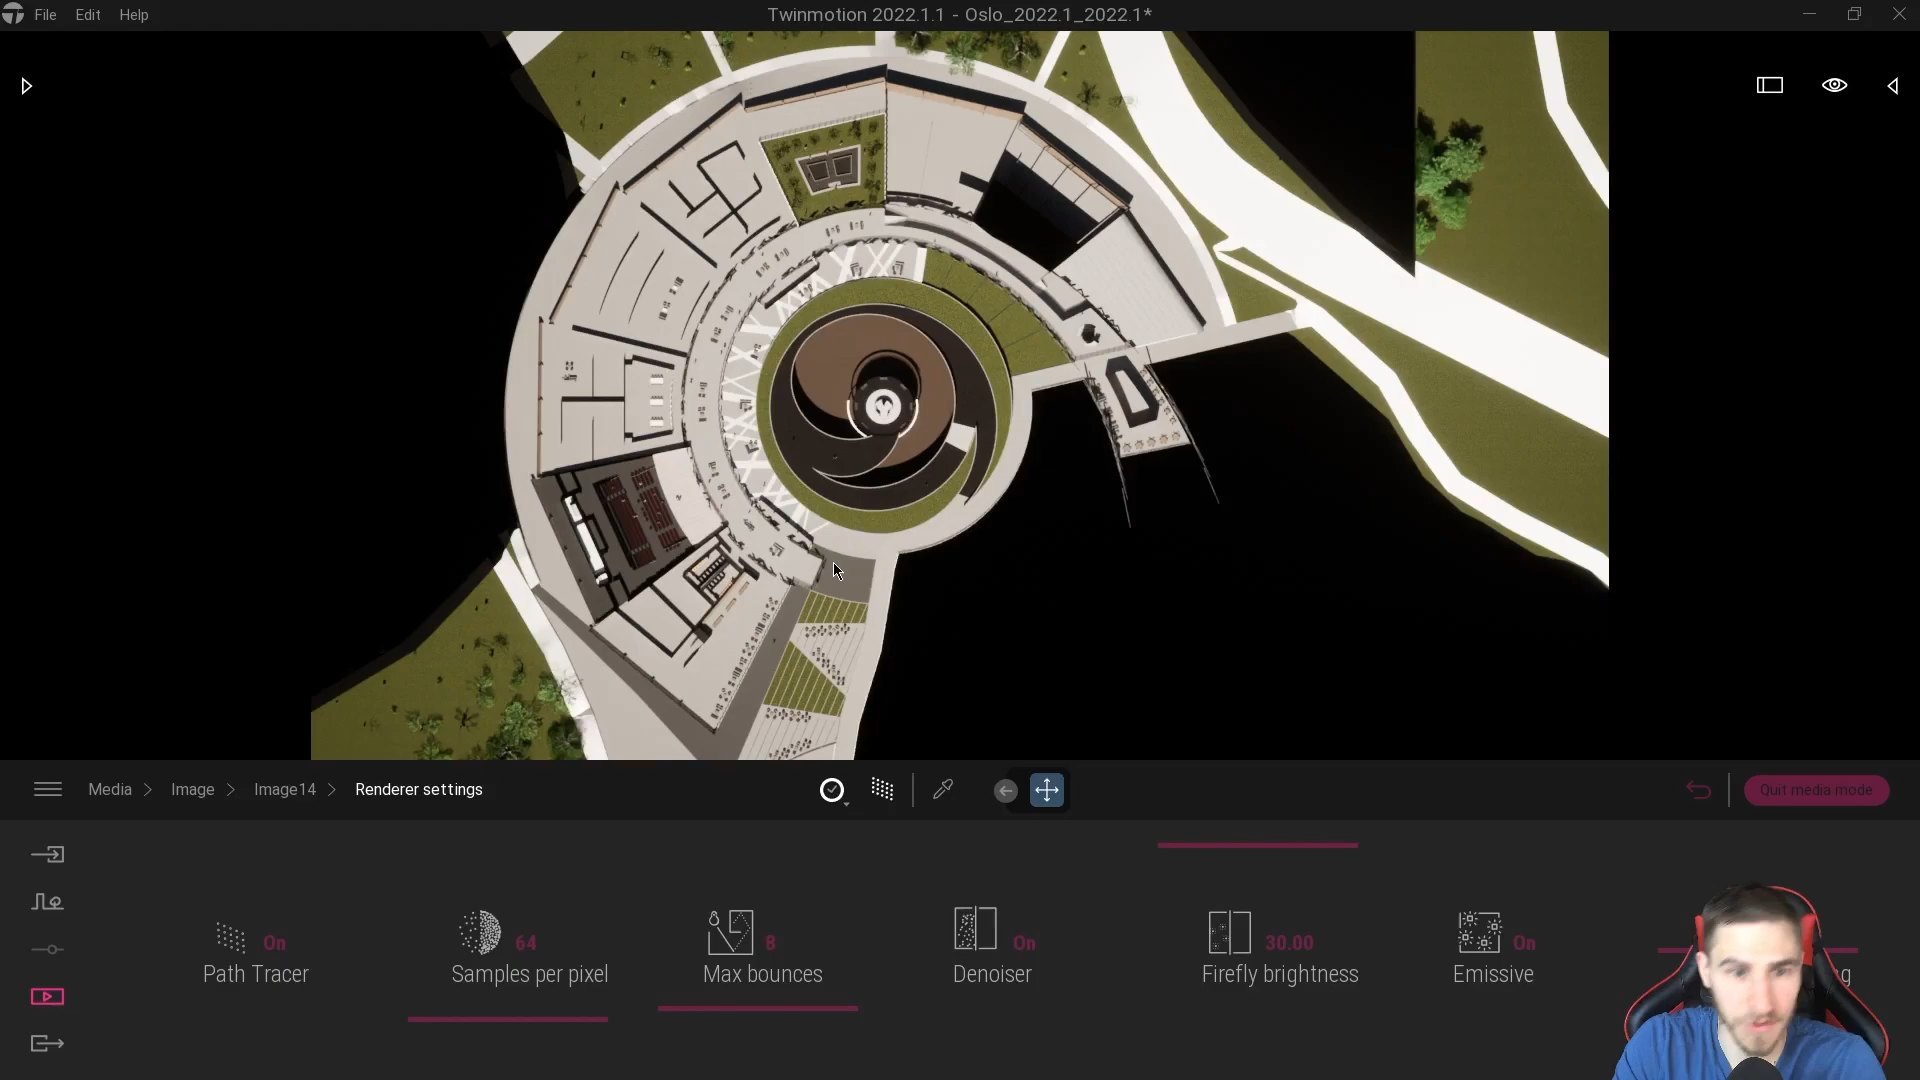 File Edit Help
Twinmotion 2022.1.1 - Oslo_2022.1_2022.1*
Media Image Image14 Renderer settings
Quit media mode
On
Path Tracer
64
Samples per pixel
8
Max bounces
On
Denoiser
30.00
Firefly brightness
On
Emissive